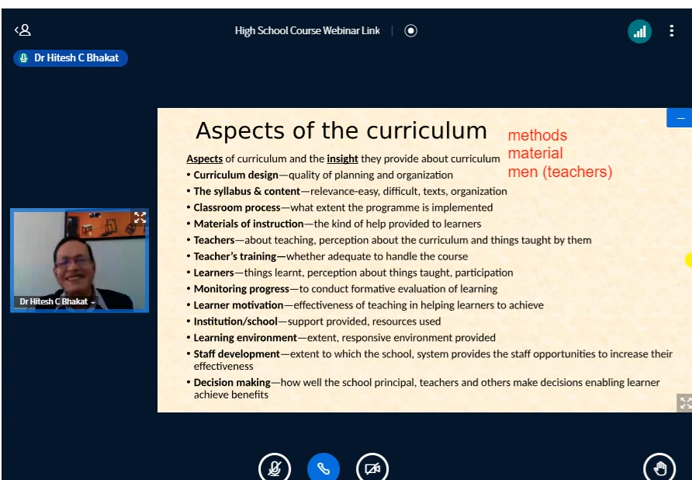 High School Course Webinar Link
Dr Hitesh C Bhakat
Aspects of the curriculum
methods
material
men (teachers)
Aspects of curriculum and the insight they provide about curriculum
• Curriculum design—quality of planning and organization
• The syllabus & content—relevance-easy, difficult, texts, organization
• Classroom process—what extent the programme is implemented
• Materials of instruction—the kind of help provided to learners
• Teachers—about teaching, perception about the curriculum and things taught by them
• Teacher's training—whether adequate to handle the course
• Learners—things learnt, perception about things taught, participation
• Monitoring progress—to conduct formative evaluation of learning
• Learner motivation—effectiveness of teaching in helping learners to achieve
• Institution/school—support provided, resources used
• Learning environment—extent, responsive environment provided
• Staff development—extent to which the school, system provides the staff opportunities to increase their
effectiveness
• Decision making—how well the school principal, teachers and others make decisions enabling learner
achieve benefits
Dr Hitesh C Bhakat